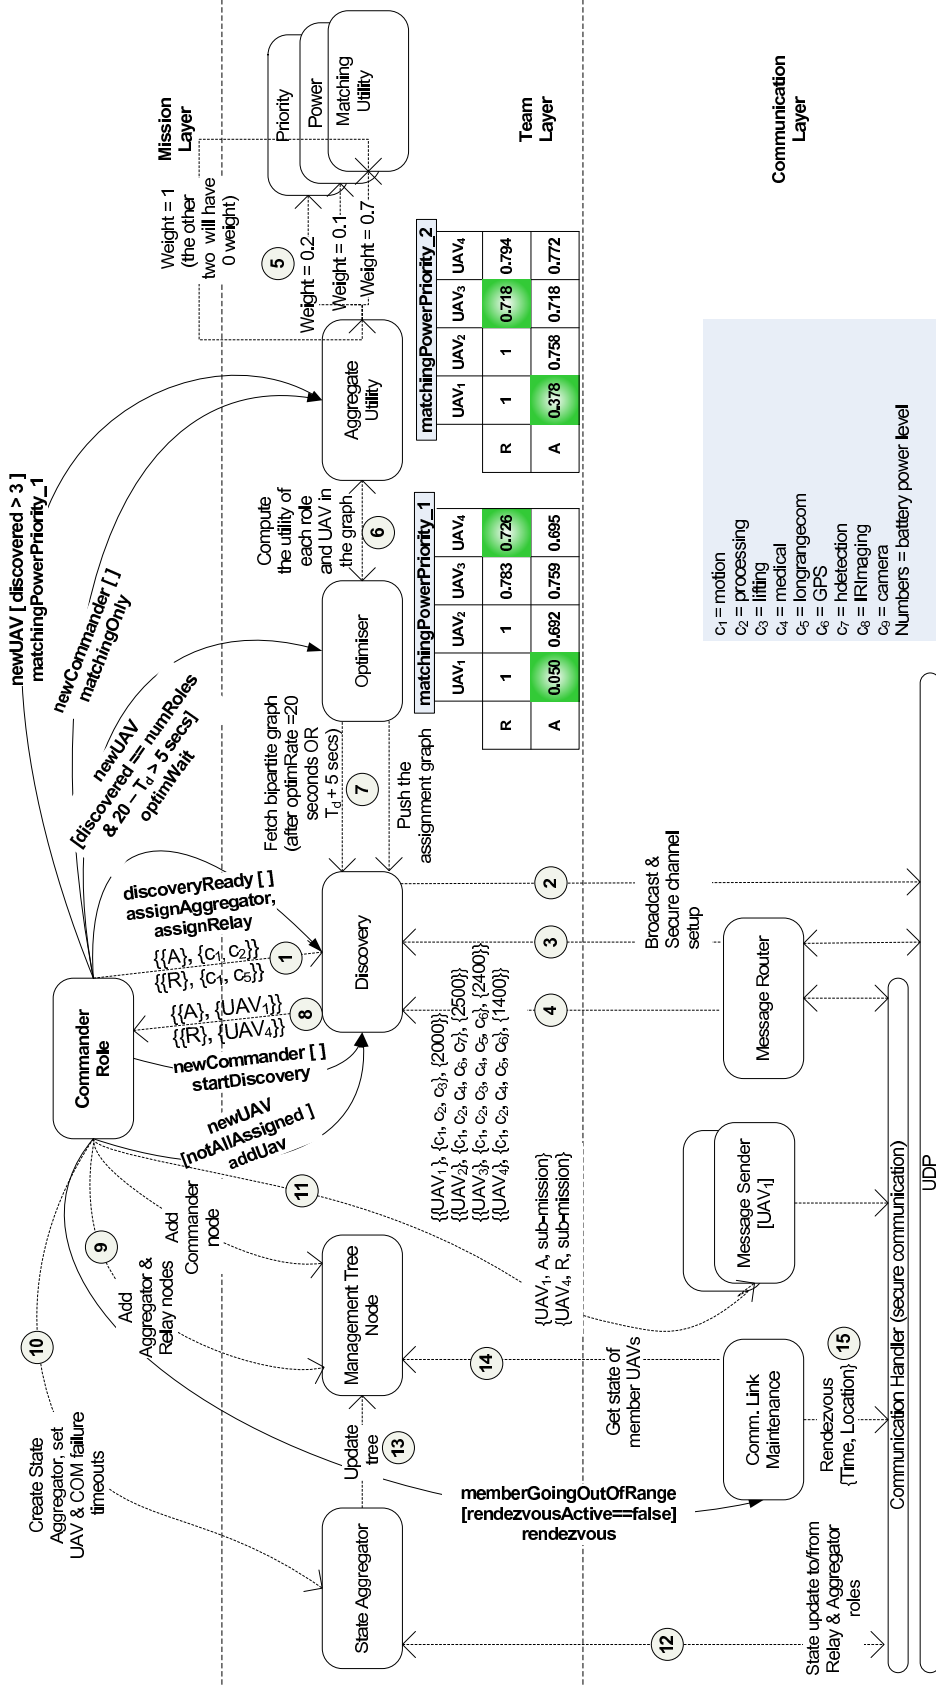 Mission
Layer
Team
Layer
Communication
Layer
Commander
Role
Create State
Aggregator, set
UAV & COM failure
timeouts
10
9
Add
Aggregator &
Relay nodes
Add
Commander
node
11
newUAV
[notAllAssigned ]
addUav
newCommander [ ]
startDiscovery
{{A}, {UAV₁}}
{{R}, {UAV₄}}
8
{{A}, {c₁, c₂}}
{{R}, {c₁, c₅}}
1
discoveryReady [ ]
assignAggregator,
assignRelay
newUAV
[discovered == numRoles
& 20 – T_d > 5 secs]
optimWait
newCommander [ ]
matchingOnly
newUAV [ discovered > 3 ]
matchingPowerPriority_1
State Aggregator
Update
tree
13
Management Tree
Node
Discovery
Fetch bipartite graph
(after optimRate =20
seconds OR
T_d + 5 secs)
7
Push the
assignment graph
Optimiser
Compute
the utility of
each role
and UAV in
the graph
6
Aggregate
Utility
Weight = 1
(the other
two will have
0 weight)
5
Weight = 0.2
Weight = 0.1
Weight = 0.7
Priority
Power
Matching
Utility
matchingPowerPriority_1
UAV₁ UAV₂ UAV₃ UAV₄
R 1 1 0.783 0.726
A 0.050 0.692 0.759 0.695
matchingPowerPriority_2
UAV₁ UAV₂ UAV₃ UAV₄
R 1 1 0.718 0.794
A 0.378 0.758 0.718 0.772
memberGoingOutOfRange
[rendezvousActive==false]
rendezvous
12
State update to/from
Relay & Aggregator
roles
14
Get state of
member UAVs
{{UAV₁}, {c₁, c₂, c₃}, {2000}}
{{UAV₂}, {c₁, c₂, c₄, c₆, c₇}, {2500}}
{{UAV₃}, {c₁, c₂, c₃, c₄, c₅, c₆}, {2400}}
{{UAV₄}, {c₁, c₂, c₄, c₅, c₆}, {1400}}
{UAV₁, A, sub-mission}
{UAV₄, R, sub-mission}
4
3
2
Broadcast &
Secure channel
setup
Comm. Link
Maintenance
Rendezvous
{Time, Location}
15
Message Sender
[UAV₁]
Message Router
c₁ = motion
c₂ = processing
c₃ = lifting
c₄ = medical
c₅ = longrangecom
c₆ = GPS
c₇ = hdetection
c₈ = IRImaging
c₉ = camera
Numbers = battery power level
Communication Handler (secure communication)
UDP